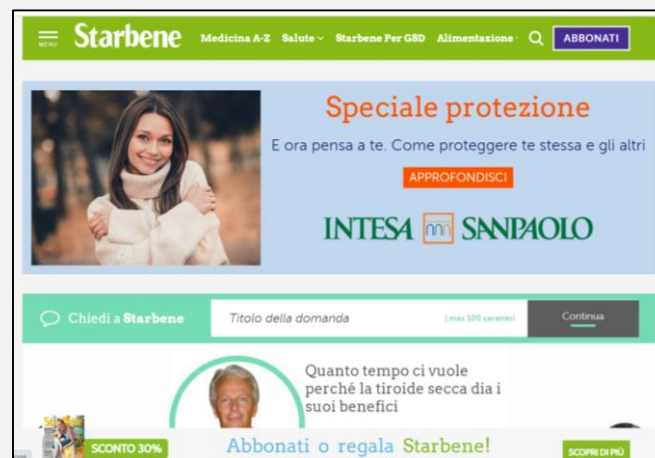 MENU Starbene Medicina A-Z Salute Starbene Per GSD Alimentazione ABBONATI
Speciale protezione
E ora pensa a te. Come proteggere te stessa e gli altri
APPROFONDISCI
INTESA SANPAOLO
Chiedi a Starbene Titolo della domanda | max 100 caratteri Continua
Quanto tempo ci vuole
perché la tiroide secca dia i
suoi benefici
SCONTO 30% Abbonati o regala Starbene! SCOPRI DI PIÙ